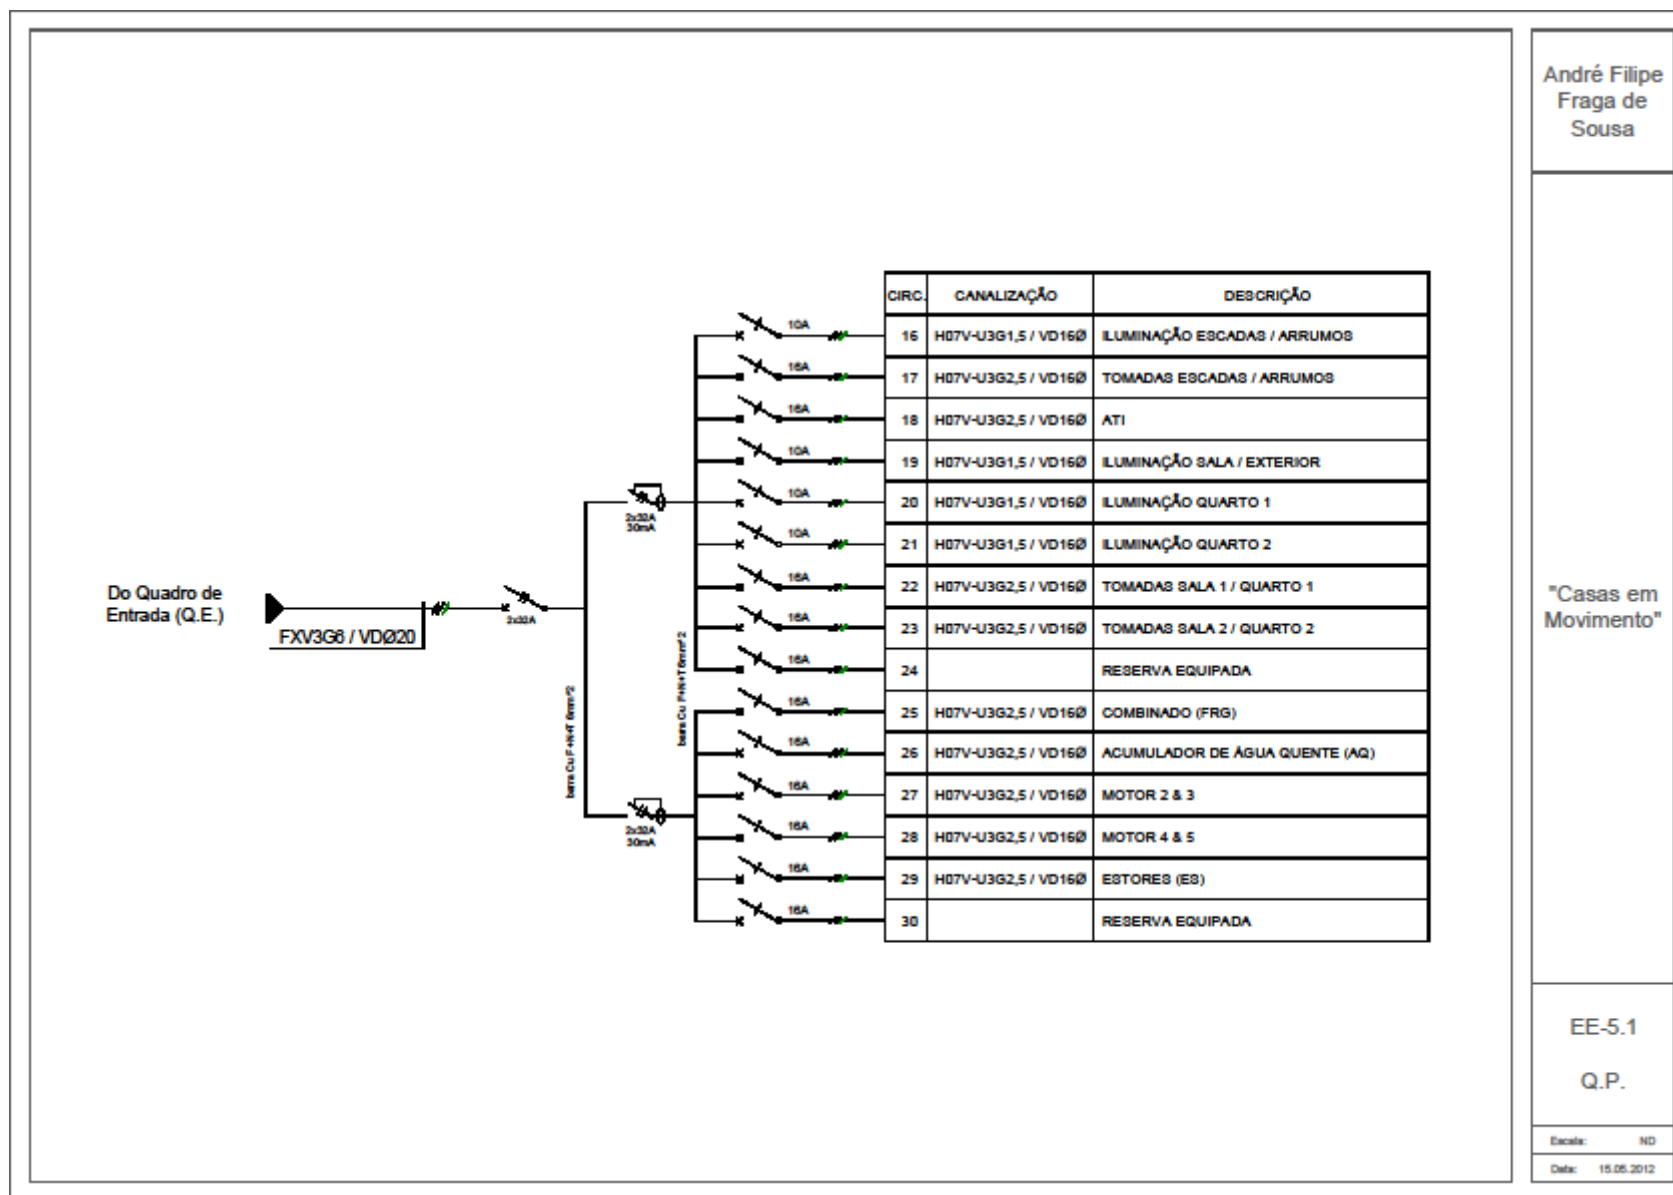 André Filipe
Fraga de
Sousa
"Casas em
Movimento"
EE-5.1
Q.P.
Escala: ND
Data: 15.05.2012
Do Quadro de
Entrada (Q.E.)
FXV3G6 / VDØ20
2x32A
barra Cu F+N+T 6mm^2
2x32A
30mA
2x32A
30mA
barra Cu F+N+T 6mm^2
CIRC. CANALIZAÇÃO DESCRIÇÃO
10A 16 H07V-U3G1,5 / VD16Ø ILUMINAÇÃO ESCADAS / ARRUMOS
16A 17 H07V-U3G2,5 / VD16Ø TOMADAS ESCADAS / ARRUMOS
16A 18 H07V-U3G2,5 / VD16Ø ATI
10A 19 H07V-U3G1,5 / VD16Ø ILUMINAÇÃO SALA / EXTERIOR
10A 20 H07V-U3G1,5 / VD16Ø ILUMINAÇÃO QUARTO 1
10A 21 H07V-U3G1,5 / VD16Ø ILUMINAÇÃO QUARTO 2
16A 22 H07V-U3G2,5 / VD16Ø TOMADAS SALA 1 / QUARTO 1
16A 23 H07V-U3G2,5 / VD16Ø TOMADAS SALA 2 / QUARTO 2
16A 24 RESERVA EQUIPADA
16A 25 H07V-U3G2,5 / VD16Ø COMBINADO (FRG)
16A 26 H07V-U3G2,5 / VD16Ø ACUMULADOR DE ÁGUA QUENTE (AQ)
16A 27 H07V-U3G2,5 / VD16Ø MOTOR 2 & 3
16A 28 H07V-U3G2,5 / VD16Ø MOTOR 4 & 5
16A 29 H07V-U3G2,5 / VD16Ø ESTORES (ES)
16A 30 RESERVA EQUIPADA